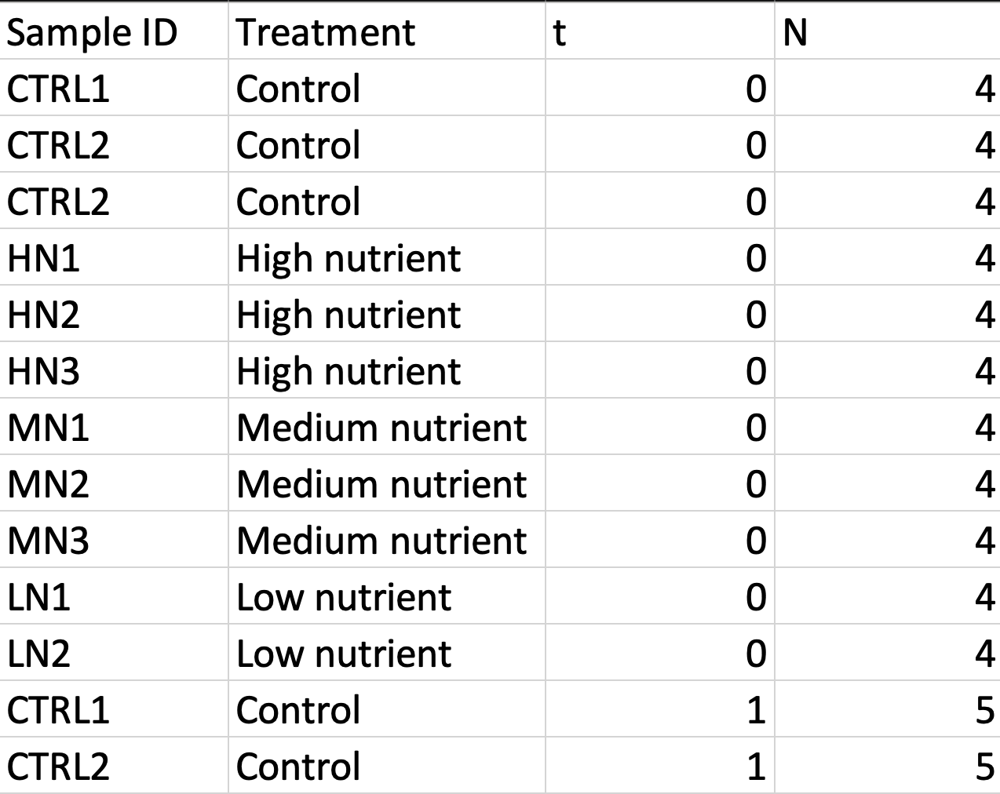 Sample ID Treatment t N
CTRL1 Control 0 4
CTRL2 Control 0 4
CTRL2 Control 0 4
HN1 High nutrient 0 4
HN2 High nutrient 0 4
HN3 High nutrient 0 4
MN1 Medium nutrient 0 4
MN2 Medium nutrient 0 4
MN3 Medium nutrient 0 4
LN1 Low nutrient 0 4
LN2 Low nutrient 0 4
CTRL1 Control 1 5
CTRL2 Control 1 5